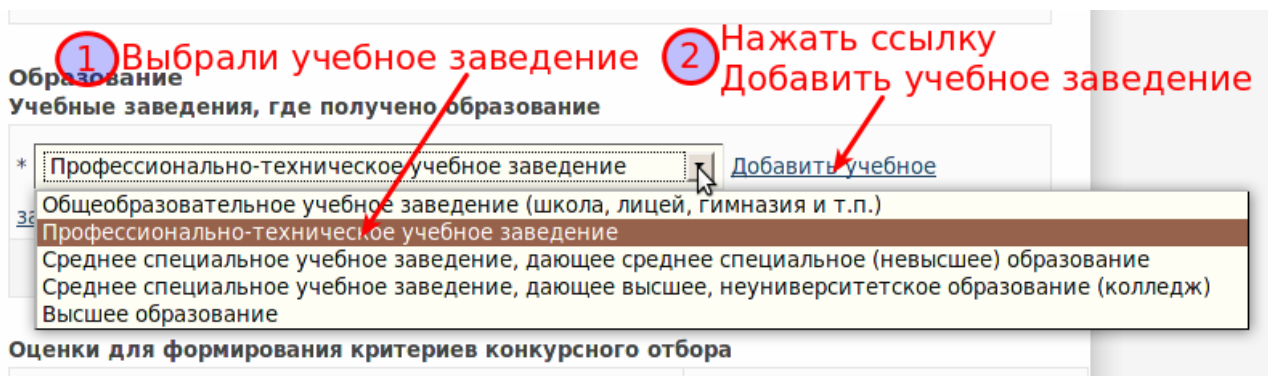 1 Выбрали учебное заведение
2 Нажать ссылку
Добавить учебное заведение
Образование
Учебные заведения, где получено образование
* Профессионально-техническое учебное заведение Добавить учебное
Общеобразовательное учебное заведение (школа, лицей, гимназия и т.п.)
Профессионально-техническое учебное заведение
Среднее специальное учебное заведение, дающее среднее специальное (невысшее) образование
Среднее специальное учебное заведение, дающее высшее, неуниверситетское образование (колледж)
Высшее образование
Оценки для формирования критериев конкурсного отбора